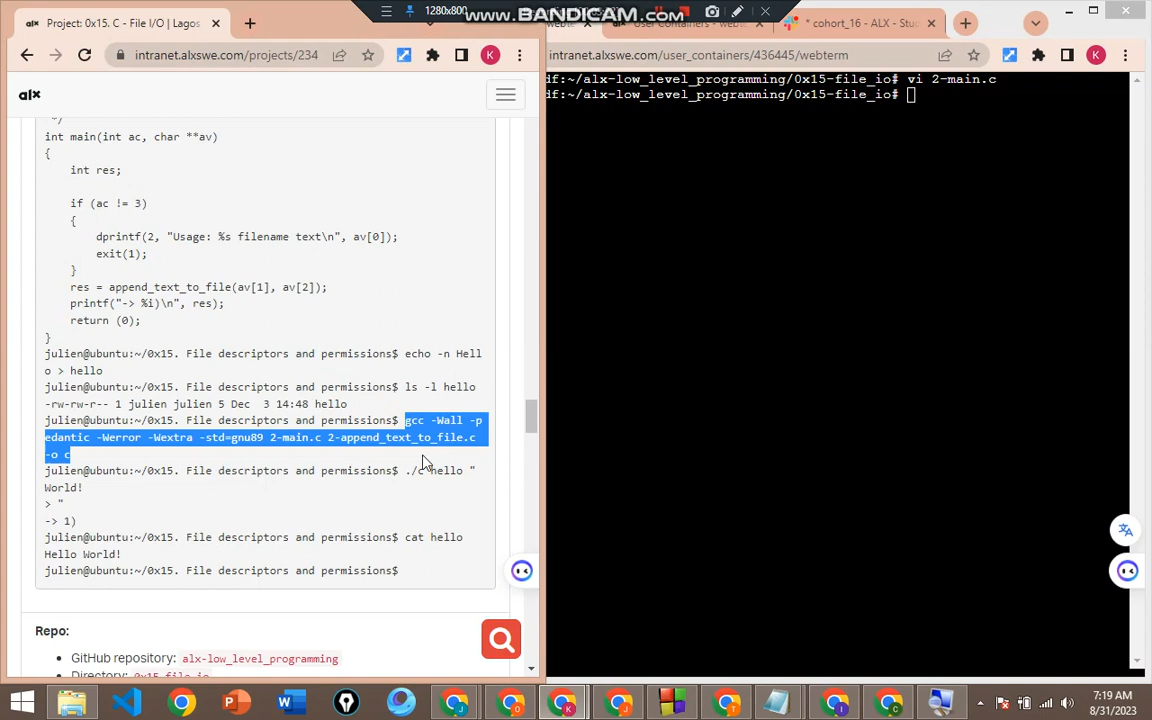 1280x800
www.BANDICAM.com
Project: 0x15. C - File I/O | Lagos
* cohort_16 - ALX - Stu
intranet.alxswe.com/projects/234
K
intranet.alxswe.com/user_containers/436445/webterm
K
alx
df:~/alx-low_level_programming/0x15-file_io# vi 2-main.c
df:~/alx-low_level_programming/0x15-file_io#
*/
int main(int ac, char **av)
{
int res;
if (ac != 3)
{
dprintf(2, "Usage: %s filename text\n", av[0]);
exit(1);
}
res = append_text_to_file(av[1], av[2]);
printf("-> %i)\n", res);
return (0);
}
julien@ubuntu:~/0x15. File descriptors and permissions$ echo -n Hell
o > hello
julien@ubuntu:~/0x15. File descriptors and permissions$ ls -l hello
-rw-rw-r-- 1 julien julien 5 Dec  3 14:48 hello
julien@ubuntu:~/0x15. File descriptors and permissions$ gcc -Wall -p
edantic -Werror -Wextra -std=gnu89 2-main.c 2-append_text_to_file.c
-o c
julien@ubuntu:~/0x15. File descriptors and permissions$ ./c hello "
World!
> "
-> 1)
julien@ubuntu:~/0x15. File descriptors and permissions$ cat hello
Hello World!
julien@ubuntu:~/0x15. File descriptors and permissions$
Repo:
GitHub repository: alx-low_level_programming
Directory: 0x15-file_io
7:19 AM
8/31/2023